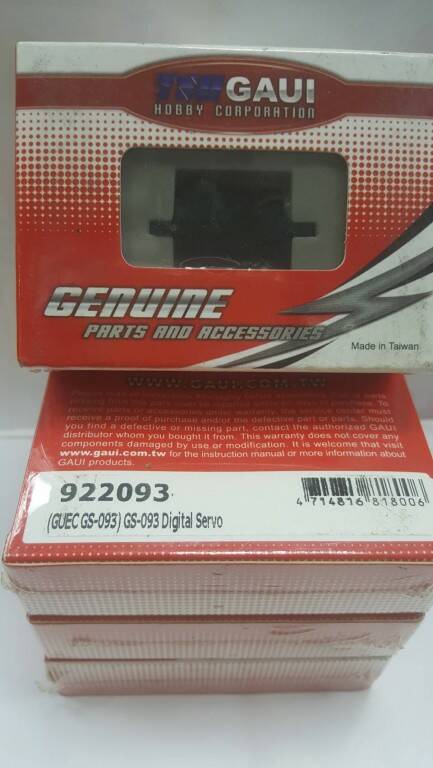 TSH GAUI
HOBBY CORPORATION
GENUINE
PARTS AND ACCESSORIES
Made in Taiwan
WWW.GAUI.COM.TW
receive a proof of purchase and/or the defective part or parts. Should
you find a defective or missing part, contact the authorized GAUI
distributor whom you bought it from. This warranty does not cover any
components damaged by use or modification. It is welcome that visit
www.gaui.com.tw for the instruction manual or more information about
GAUI products.
922093
(GUEC GS-093) GS-093 Digital Servo
4 714816 818006